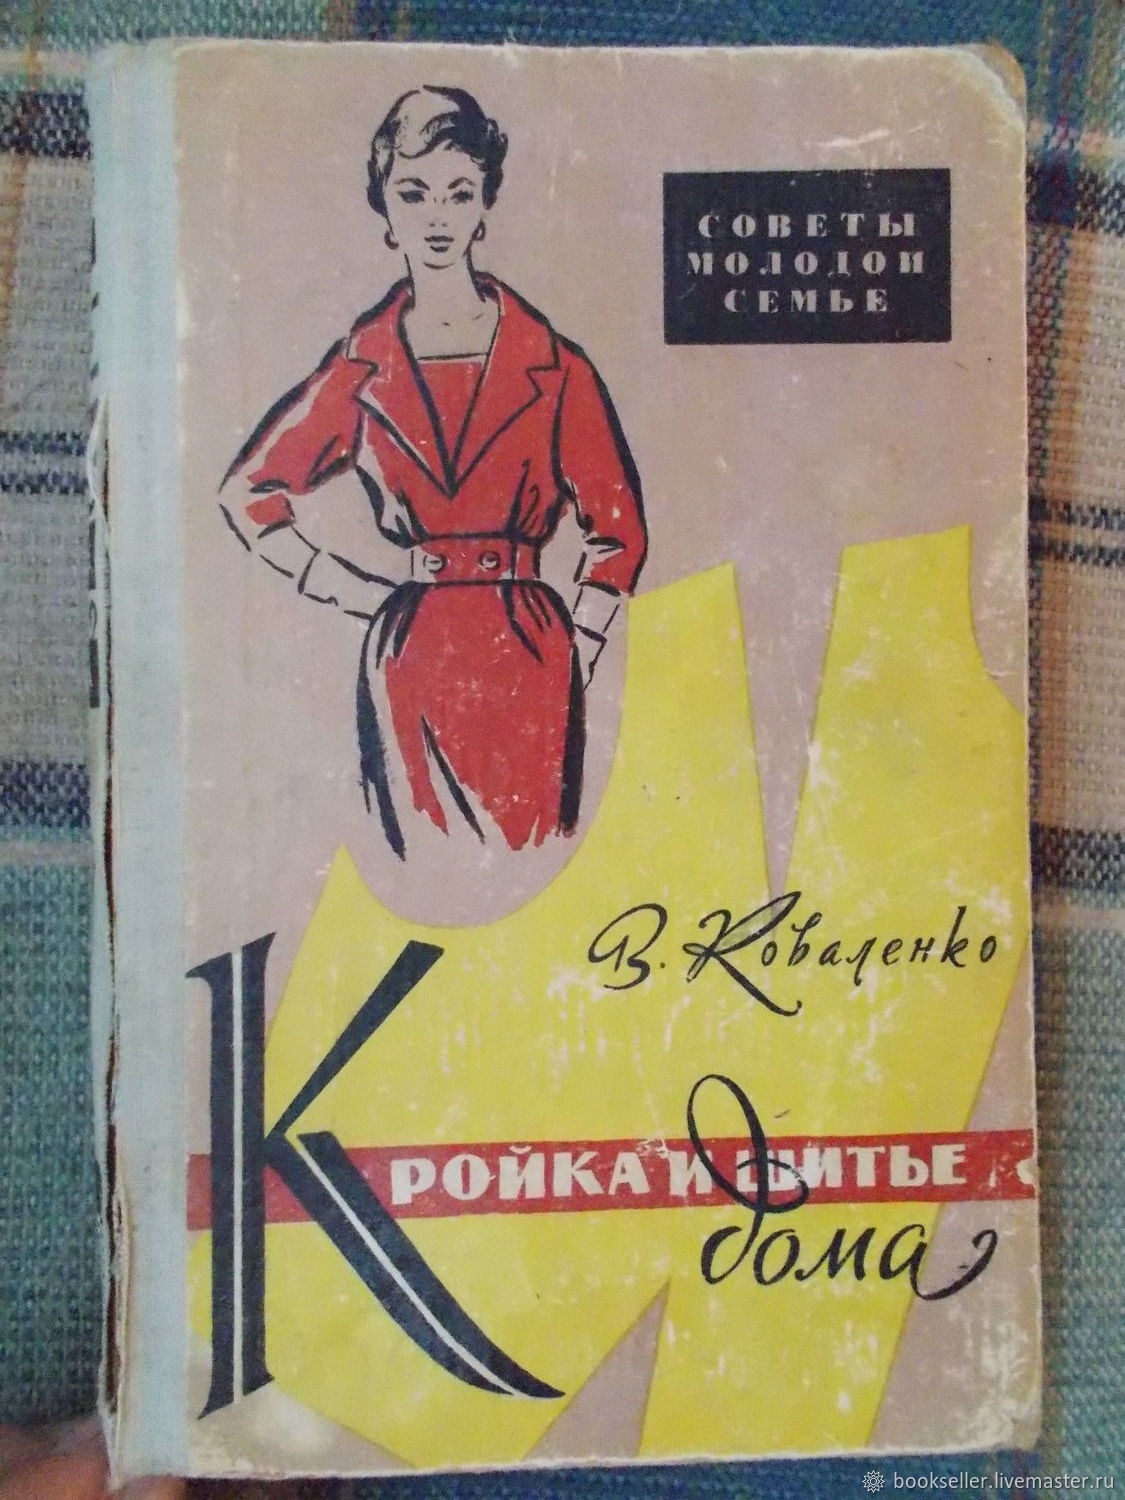 СОВЕТЫ
МОЛОДОЙ
СЕМЬЕ
В. Коваленко
КРОЙКА И ШИТЬЕ
дома
bookseller.livemaster.ru